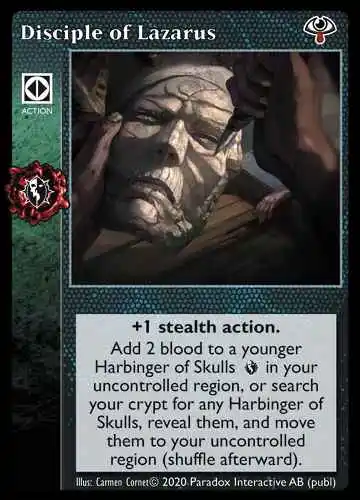 Disciple of Lazarus
ACTION
+1 stealth action.
Add 2 blood to a younger
Harbinger of Skulls in your
uncontrolled region, or search
your crypt for any Harbinger of
Skulls, reveal them, and move
them to your uncontrolled
region (shuffle afterward).
Illus: Carmen Cornet © 2020 Paradox Interactive AB (publ)